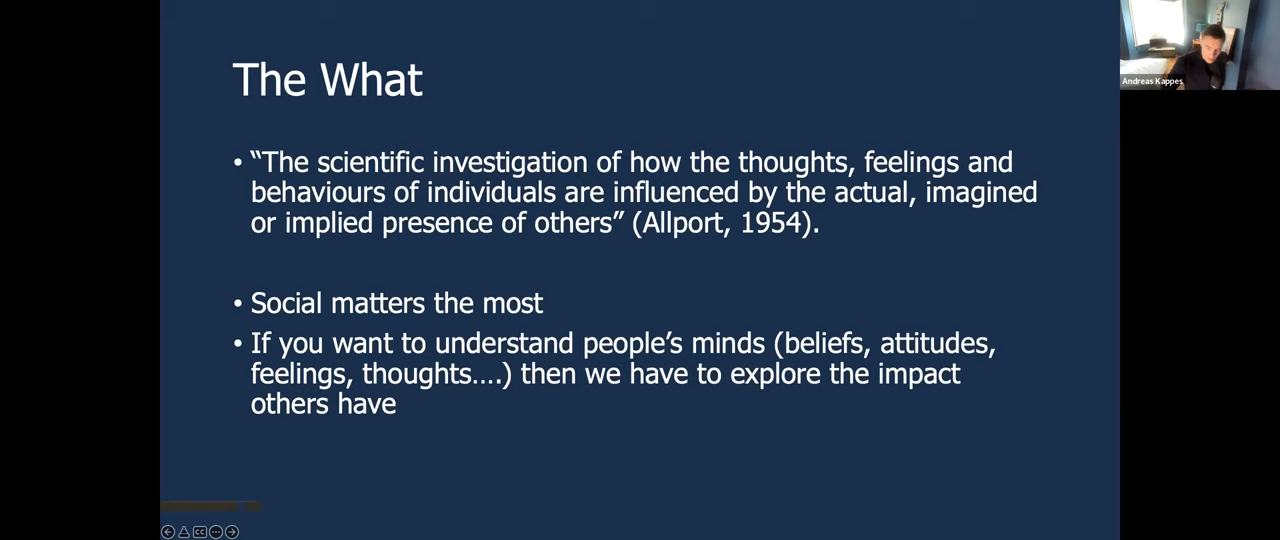 The What
• “The scientific investigation of how the thoughts, feelings and
behaviours of individuals are influenced by the actual, imagined
or implied presence of others” (Allport, 1954).
• Social matters the most
• If you want to understand people’s minds (beliefs, attitudes,
feelings, thoughts….) then we have to explore the impact
others have
Andreas Kappes
CC